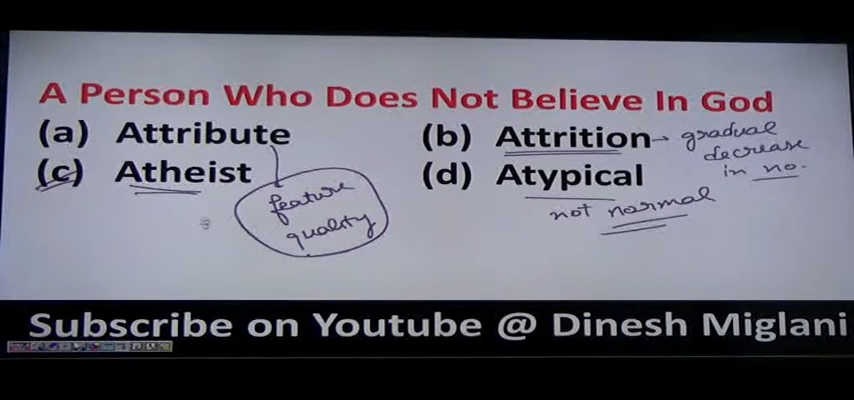 A Person Who Does Not Believe In God
(a) Attribute
(b) Attrition → gradual
decrease
in no.
(c) Atheist
(d) Atypical
feature
quality
not normal
Subscribe on Youtube @ Dinesh Miglani